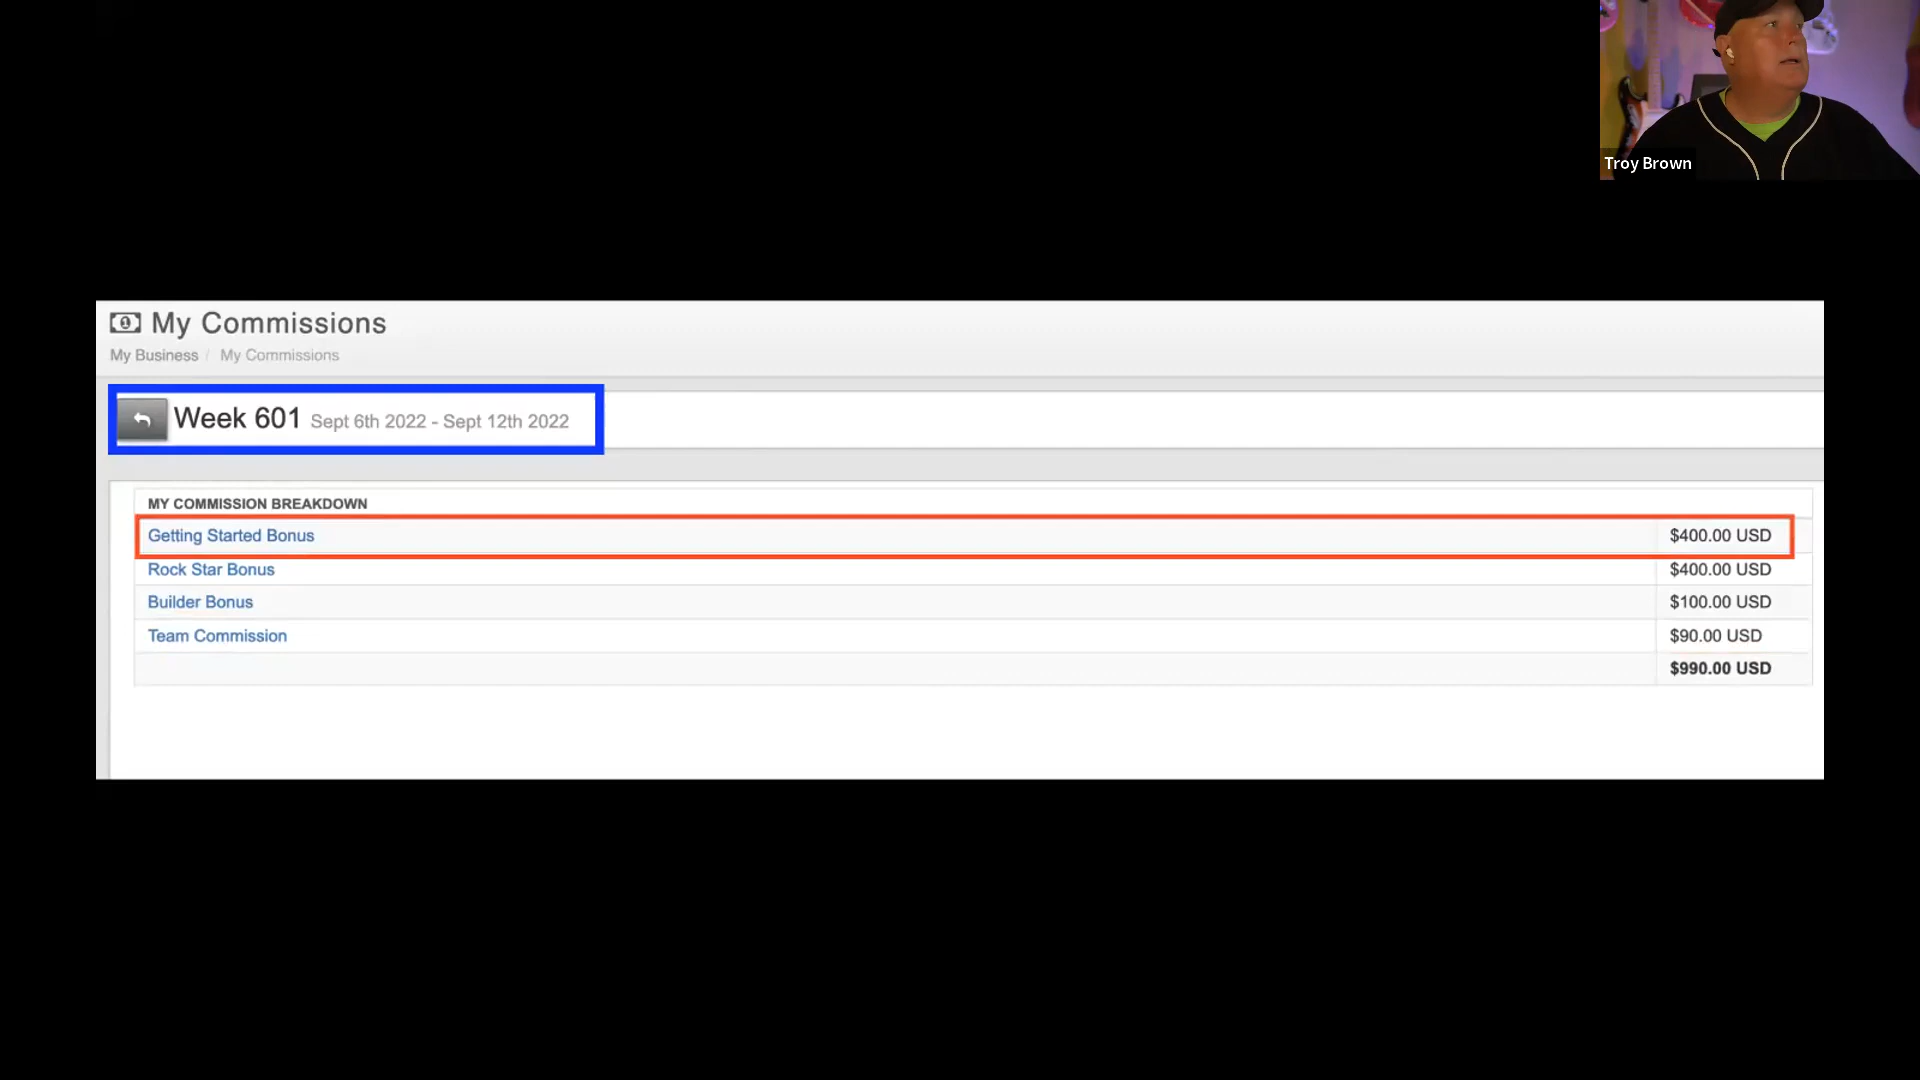 Troy Brown
My Commissions
My Business / My Commissions
Week 601 Sept 6th 2022 - Sept 12th 2022
MY COMMISSION BREAKDOWN
Getting Started Bonus $400.00 USD
Rock Star Bonus $400.00 USD
Builder Bonus $100.00 USD
Team Commission $90.00 USD
$990.00 USD